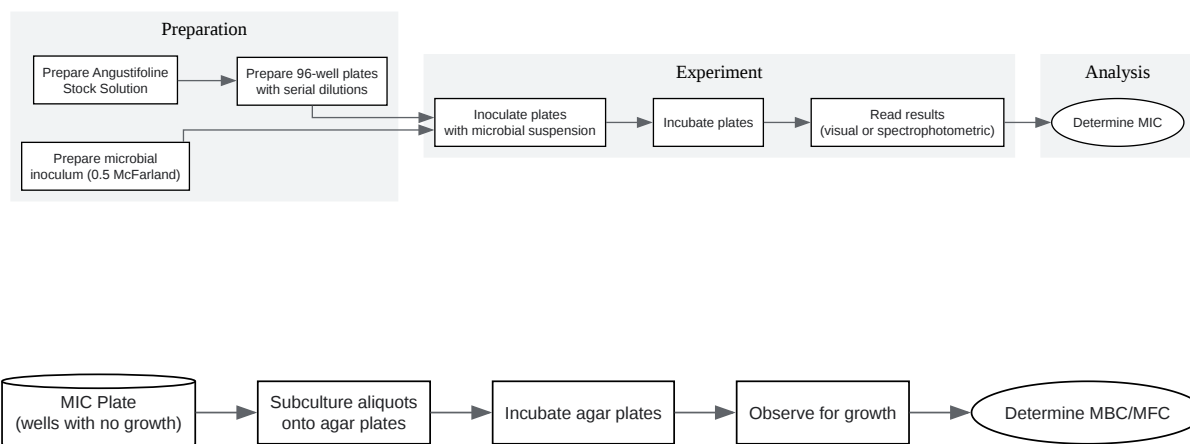 Preparation
Prepare Angustifoline
Stock Solution
Prepare 96-well plates
with serial dilutions
Prepare microbial
inoculum (0.5 McFarland)
Experiment
Inoculate plates
with microbial suspension
Incubate plates
Read results
(visual or spectrophotometric)
Analysis
Determine MIC
MIC Plate
(wells with no growth)
Subculture aliquots
onto agar plates
Incubate agar plates
Observe for growth
Determine MBC/MFC